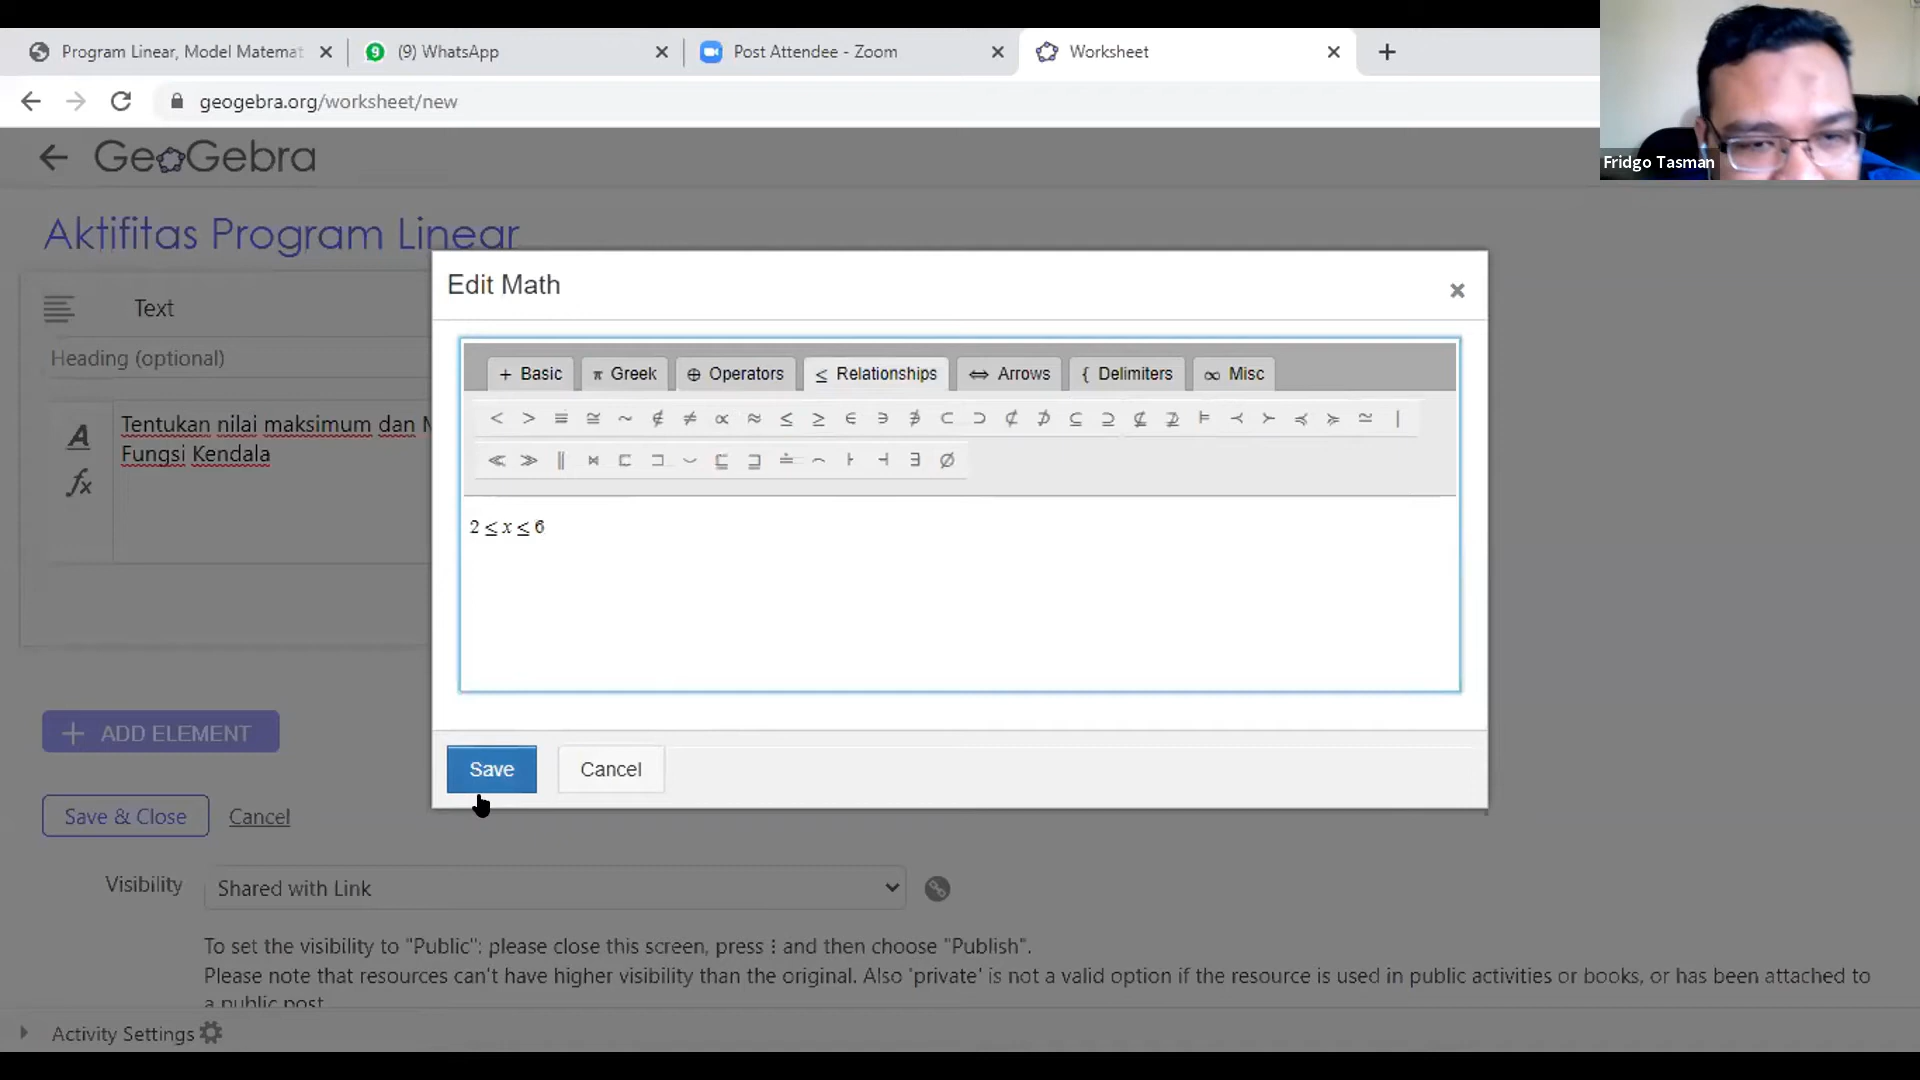 Program Linear, Model Matemat
9 (9) WhatsApp
Post Attendee - Zoom
Worksheet
geogebra.org/worksheet/new
Fridgo Tasman
GeoGebra
Aktifitas Program Linear
Text
Heading (optional)
A
fx
Tentukan nilai maksimum dan M
Fungsi Kendala
Edit Math
×
+ Basic
π Greek
⊕ Operators
≤ Relationships
⇔ Arrows
{ Delimiters
∞ Misc
< > ≡ ≅ ~ ∉ ≠ ∝ ≈ ≤ ≥ ∈ ∋ ∌ ⊂ ⊃ ⊄ ⊅ ⊆ ⊇ ⊈ ⊉ ⊨ ≺ ≻ ≼ ≽ ≃ |
≪ ≫ ∥ ⋈ ⊏ ⊐ ⌣ ⊑ ⊒ ≐ ⌢ ⊢ ⊣ ∃ ∅
2 ≤ x ≤ 6
Save
Cancel
+ ADD ELEMENT
Save & Close
Cancel
Visibility
Shared with Link
To set the visibility to "Public": please close this screen, press ⋮ and then choose "Publish".
Please note that resources can't have higher visibility than the original. Also 'private' is not a valid option if the resource is used in public activities or books, or has been attached to
a public post.
Activity Settings